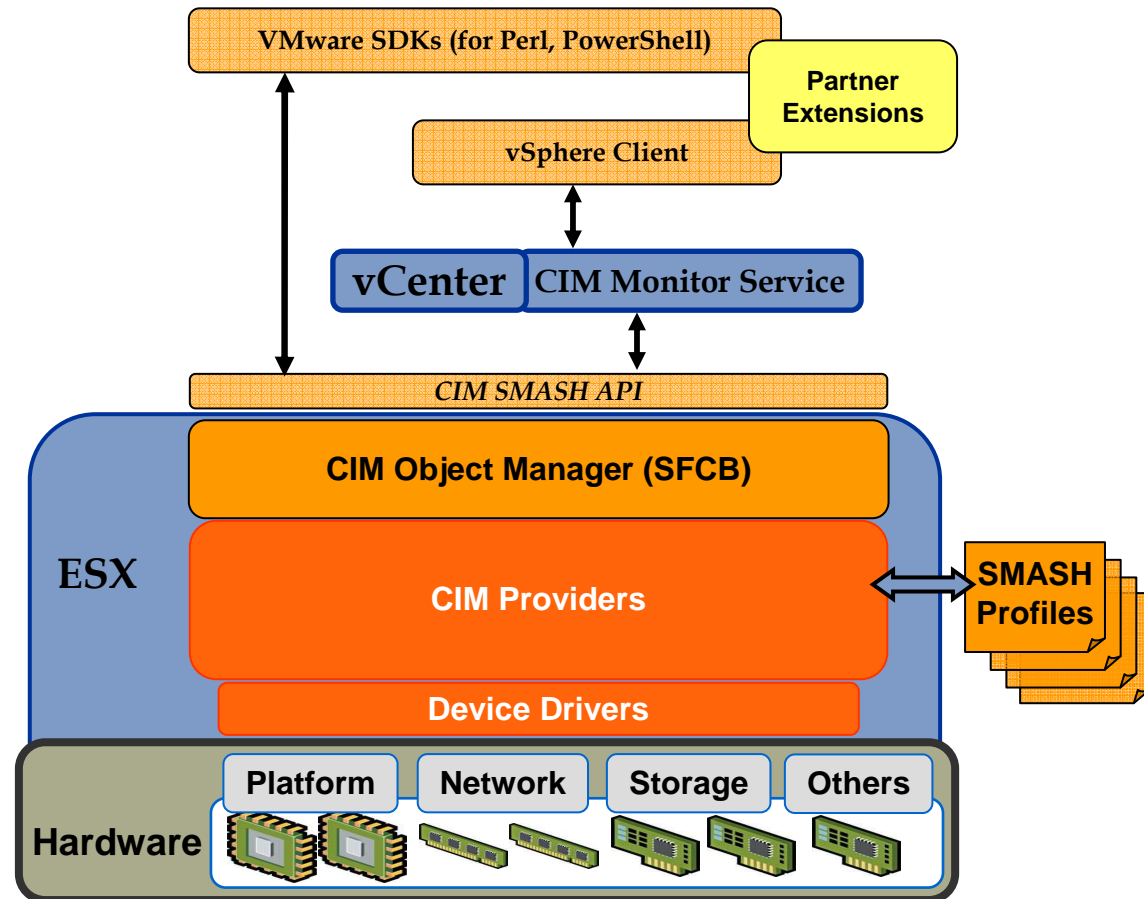 VMware SDKs (for Perl, PowerShell)
Partner
Extensions
vSphere Client
vCenter
CIM Monitor Service
CIM SMASH API
CIM Object Manager (SFCB)
ESX
CIM Providers
SMASH
Profiles
Device Drivers
Platform
Network
Storage
Others
Hardware